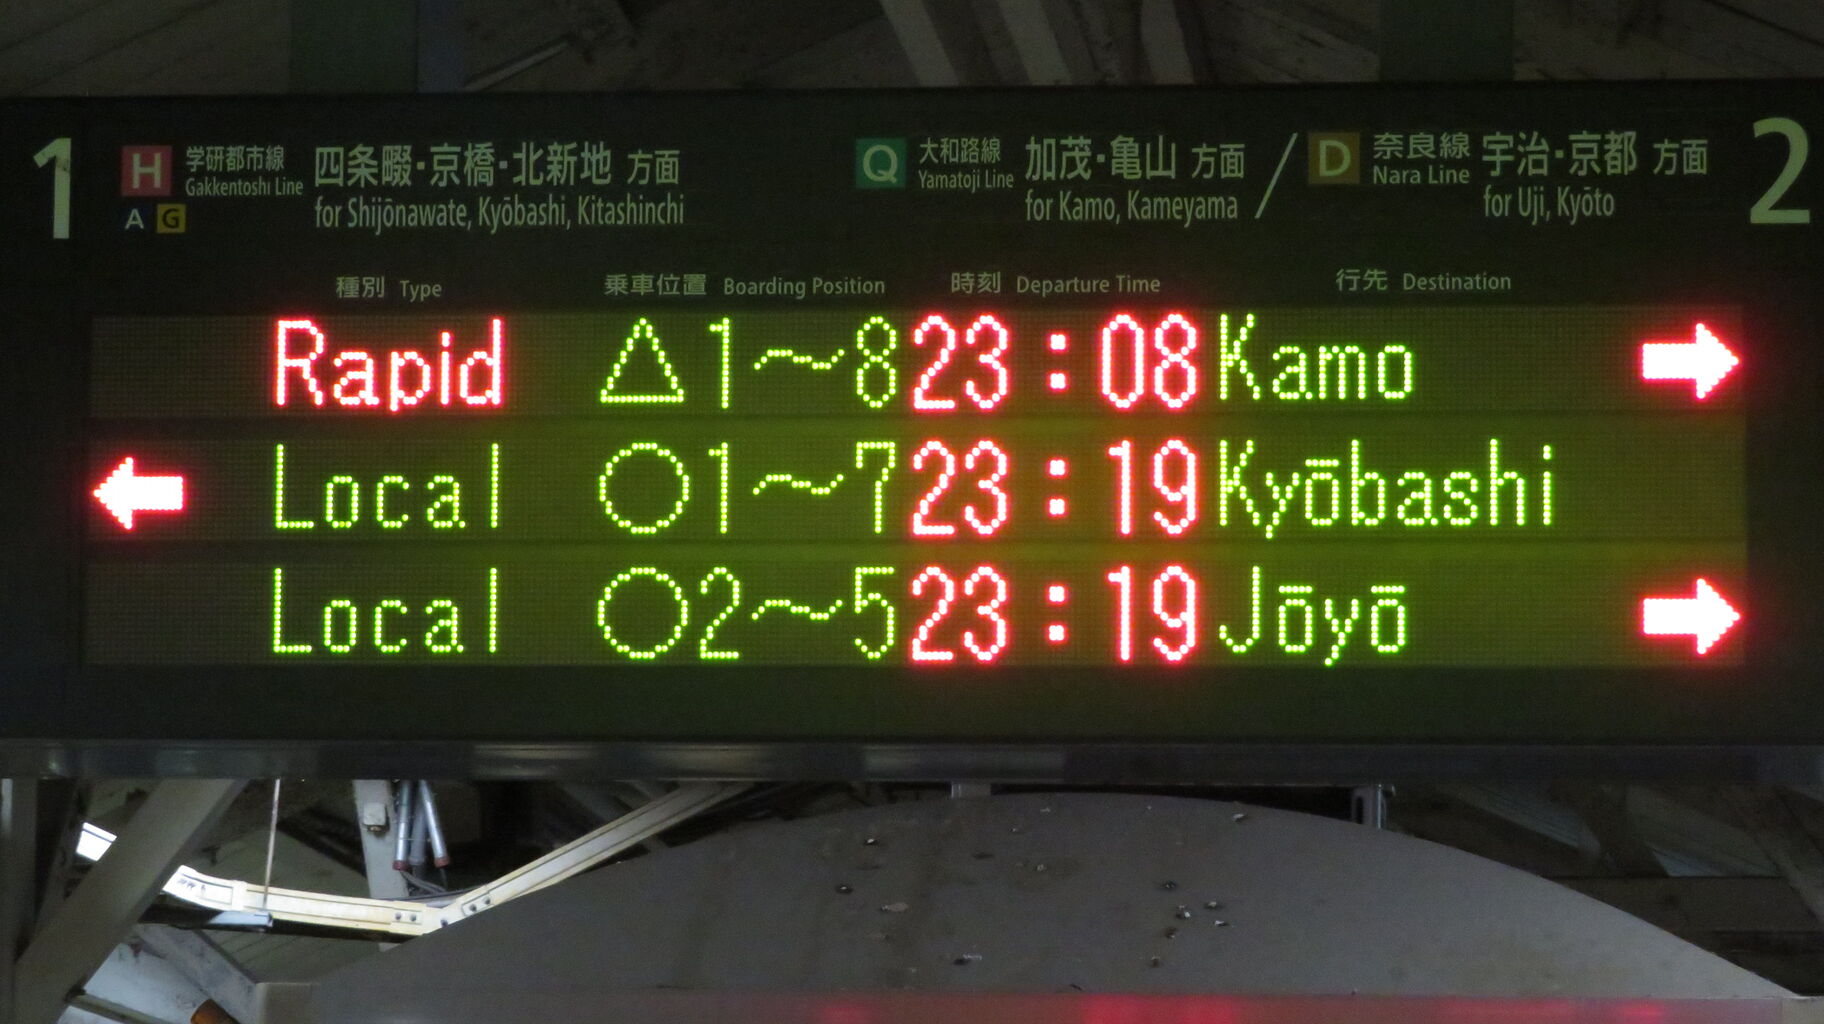 1 H 学研都市線 四条畷・京橋・北新地 方面
Gakkentoshi Line for Shijōnawate, Kyōbashi, Kitashinchi
A G
Q 大和路線 加茂・亀山 方面 / D 奈良線 宇治・京都 方面 2
Yamatoji Line for Kamo, Kameyama Nara Line for Uji, Kyōto
種別 Type 乗車位置 Boarding Position 時刻 Departure Time 行先 Destination
Rapid △1～8 23:08 Kamo →
← Local ○1～7 23:19 Kyōbashi
Local ○2～5 23:19 Jōyō →